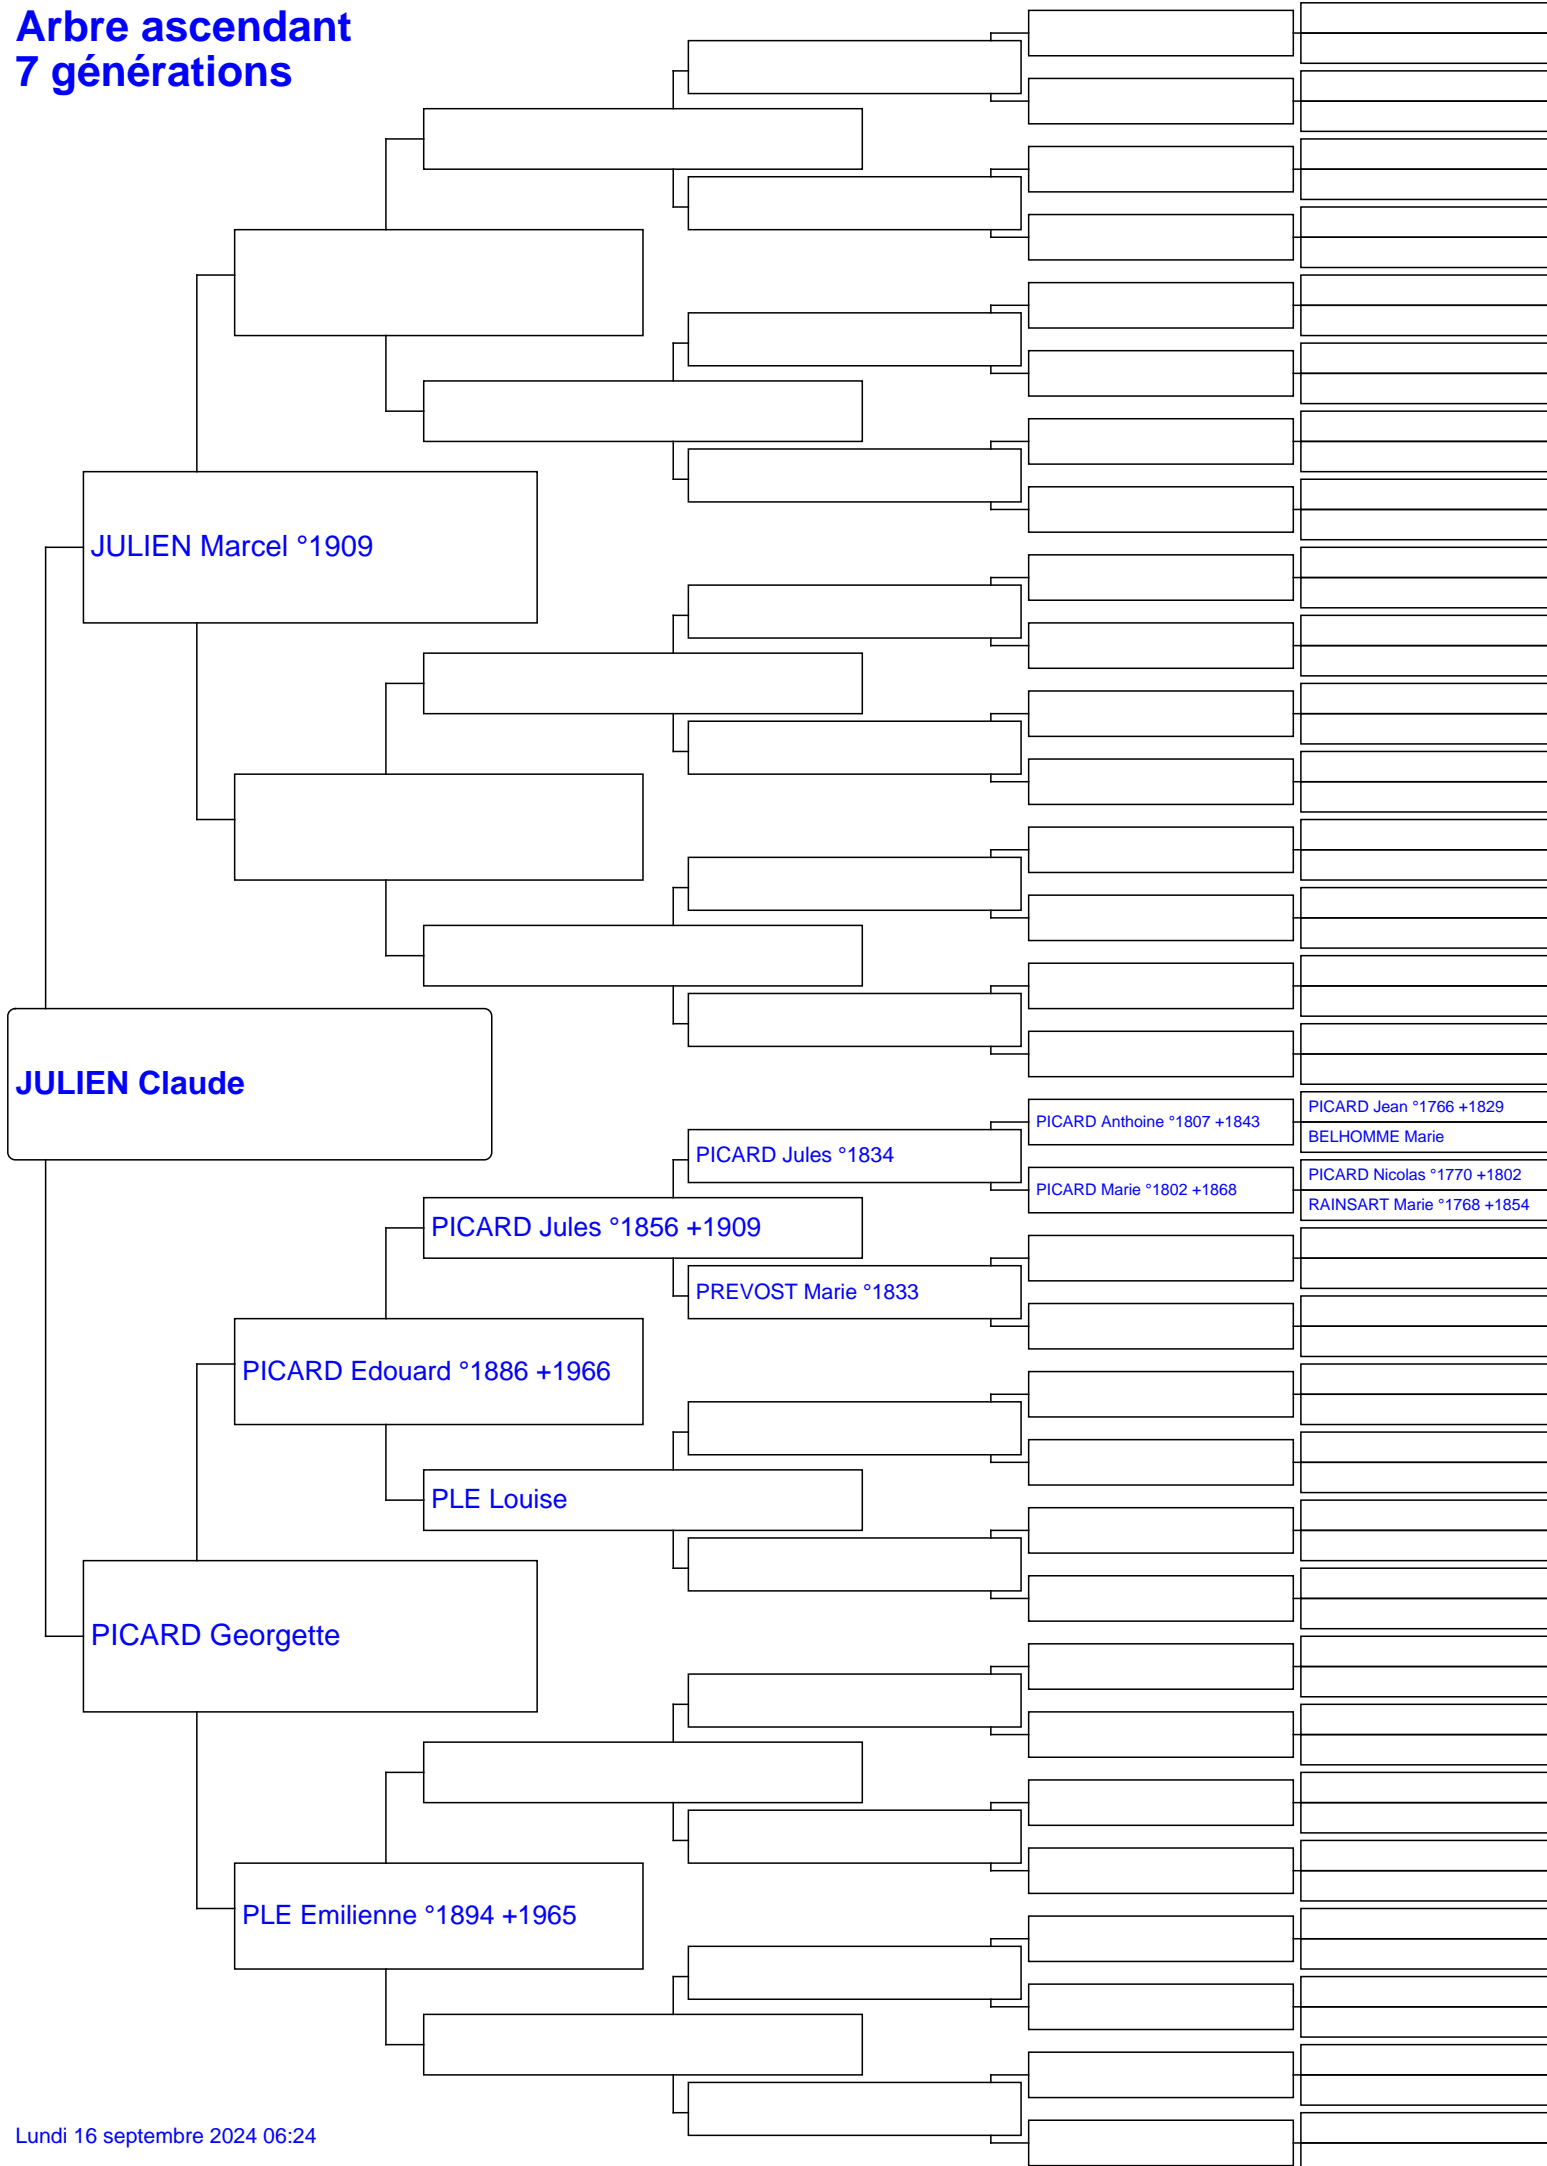 Arbre ascendant
7 générations
JULIEN Marcel °1909
JULIEN Claude
PICARD Anthoine °1807 +1843
PICARD Jean °1766 +1829
BELHOMME Marie
PICARD Jules °1834
PICARD Marie °1802 +1868
PICARD Nicolas °1770 +1802
RAINSART Marie °1768 +1854
PICARD Jules °1856 +1909
PREVOST Marie °1833
PICARD Edouard °1886 +1966
PLE Louise
PICARD Georgette
PLE Emilienne °1894 +1965
Lundi 16 septembre 2024 06:24